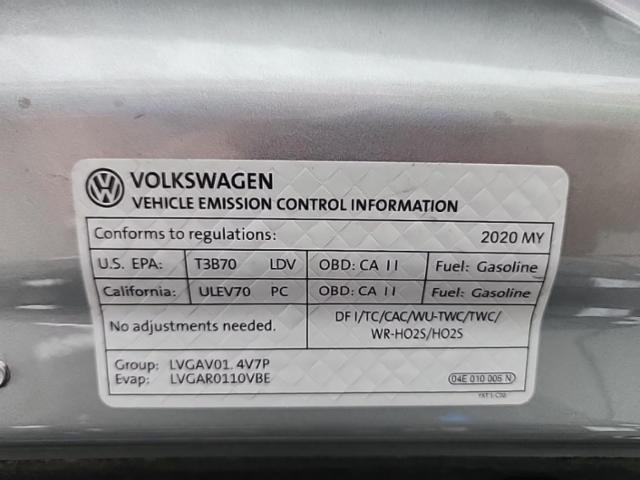 VOLKSWAGEN
VEHICLE EMISSION CONTROL INFORMATION
Conforms to regulations: 2020 MY
U.S. EPA: T3B70 LDV OBD: CA II Fuel: Gasoline
California: ULEV70 PC OBD: CA II Fuel: Gasoline
No adjustments needed. DFI/TC/CAC/WU-TWC/TWC/
WR-HO2S/HO2S
Group: LVGAV01.4V7P
Evap: LVGAR0110VBE 04E 010 005 N